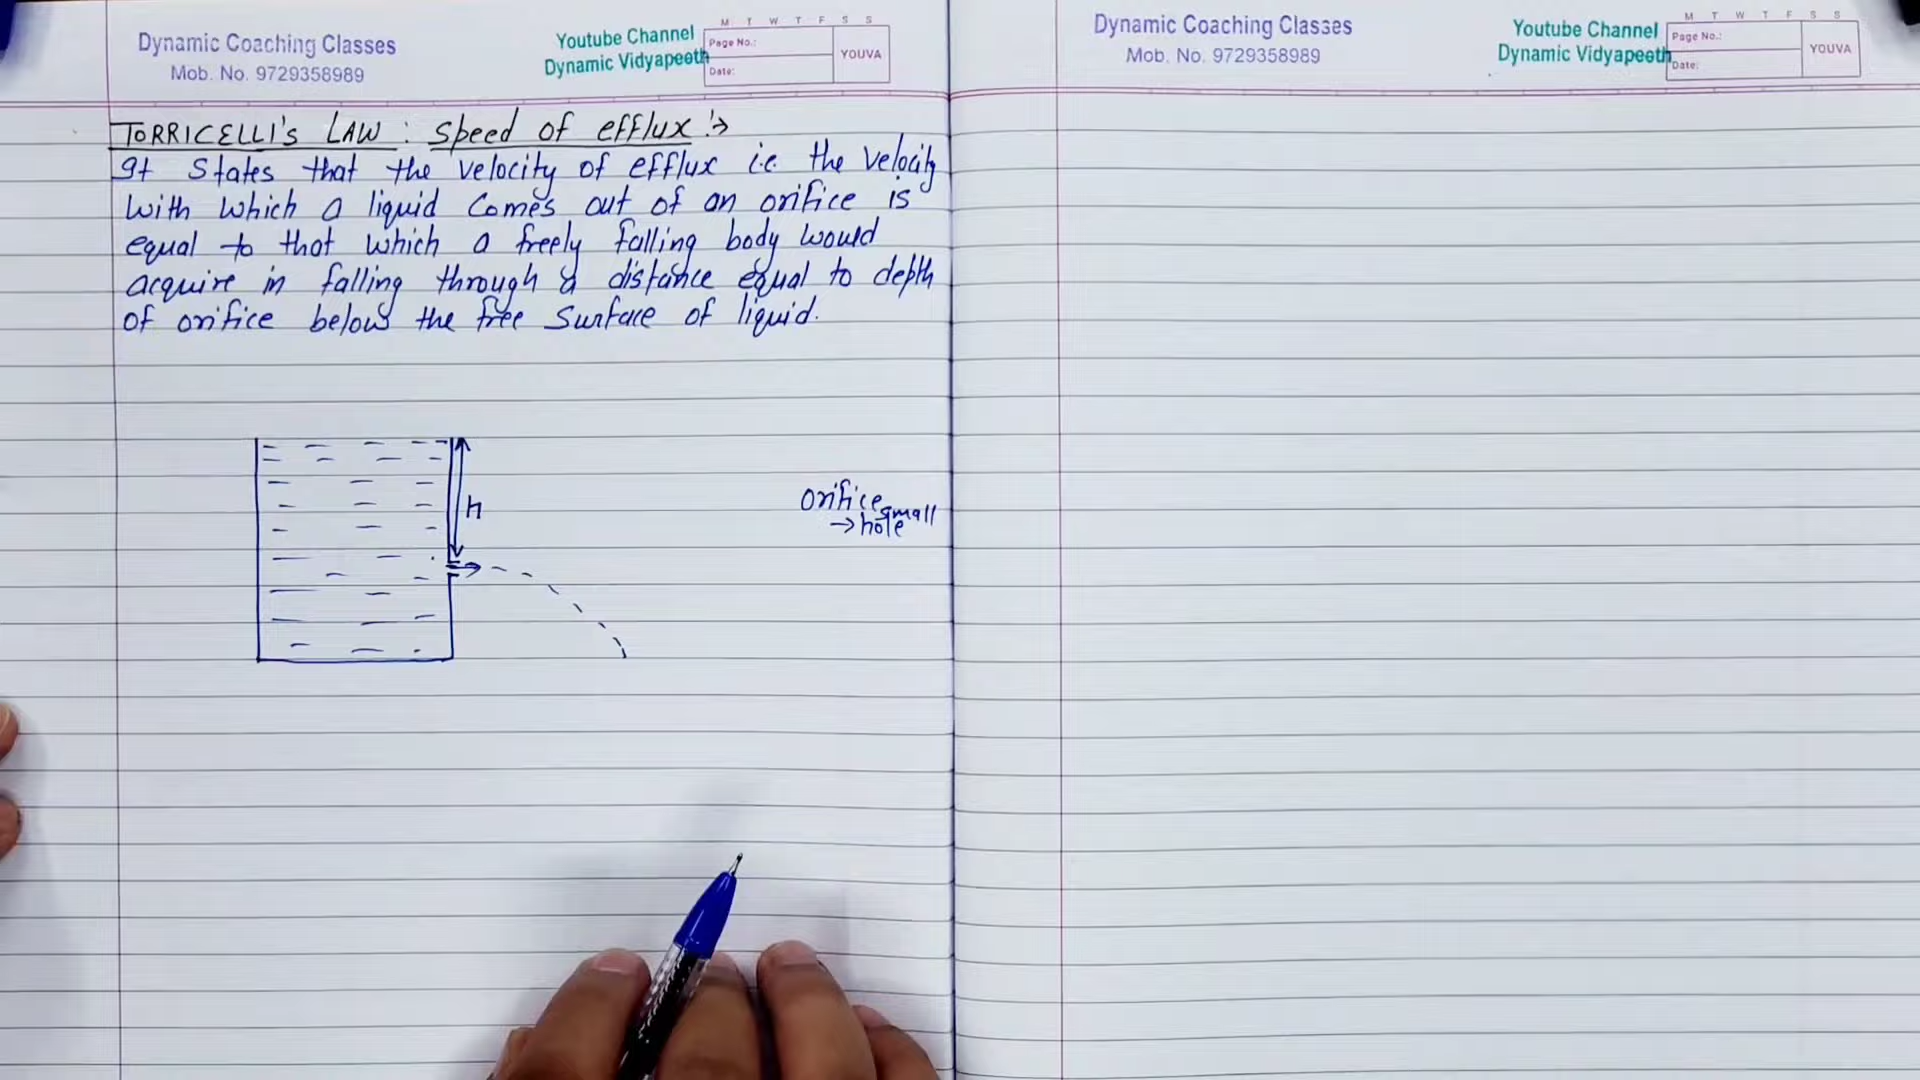 Dynamic Coaching Classes
Mob. No. 9729358989
Youtube Channel
Dynamic Vidyapeeth
M T W T F S S
Page No.:
Date:
YOUVA
TORRICELLI'S LAW : Speed of efflux :→
It States that the velocity of efflux i.e. the velocity
with which a liquid comes out of an orifice is
equal to that which a freely falling body would
acquire in falling through a distance equal to depth
of orifice below the free surface of liquid.
h
Orifice
→ small hole
Dynamic Coaching Classes
Mob. No. 9729358989
Youtube Channel
Dynamic Vidyapeeth
M T W T F S S
Page No.:
Date:
YOUVA